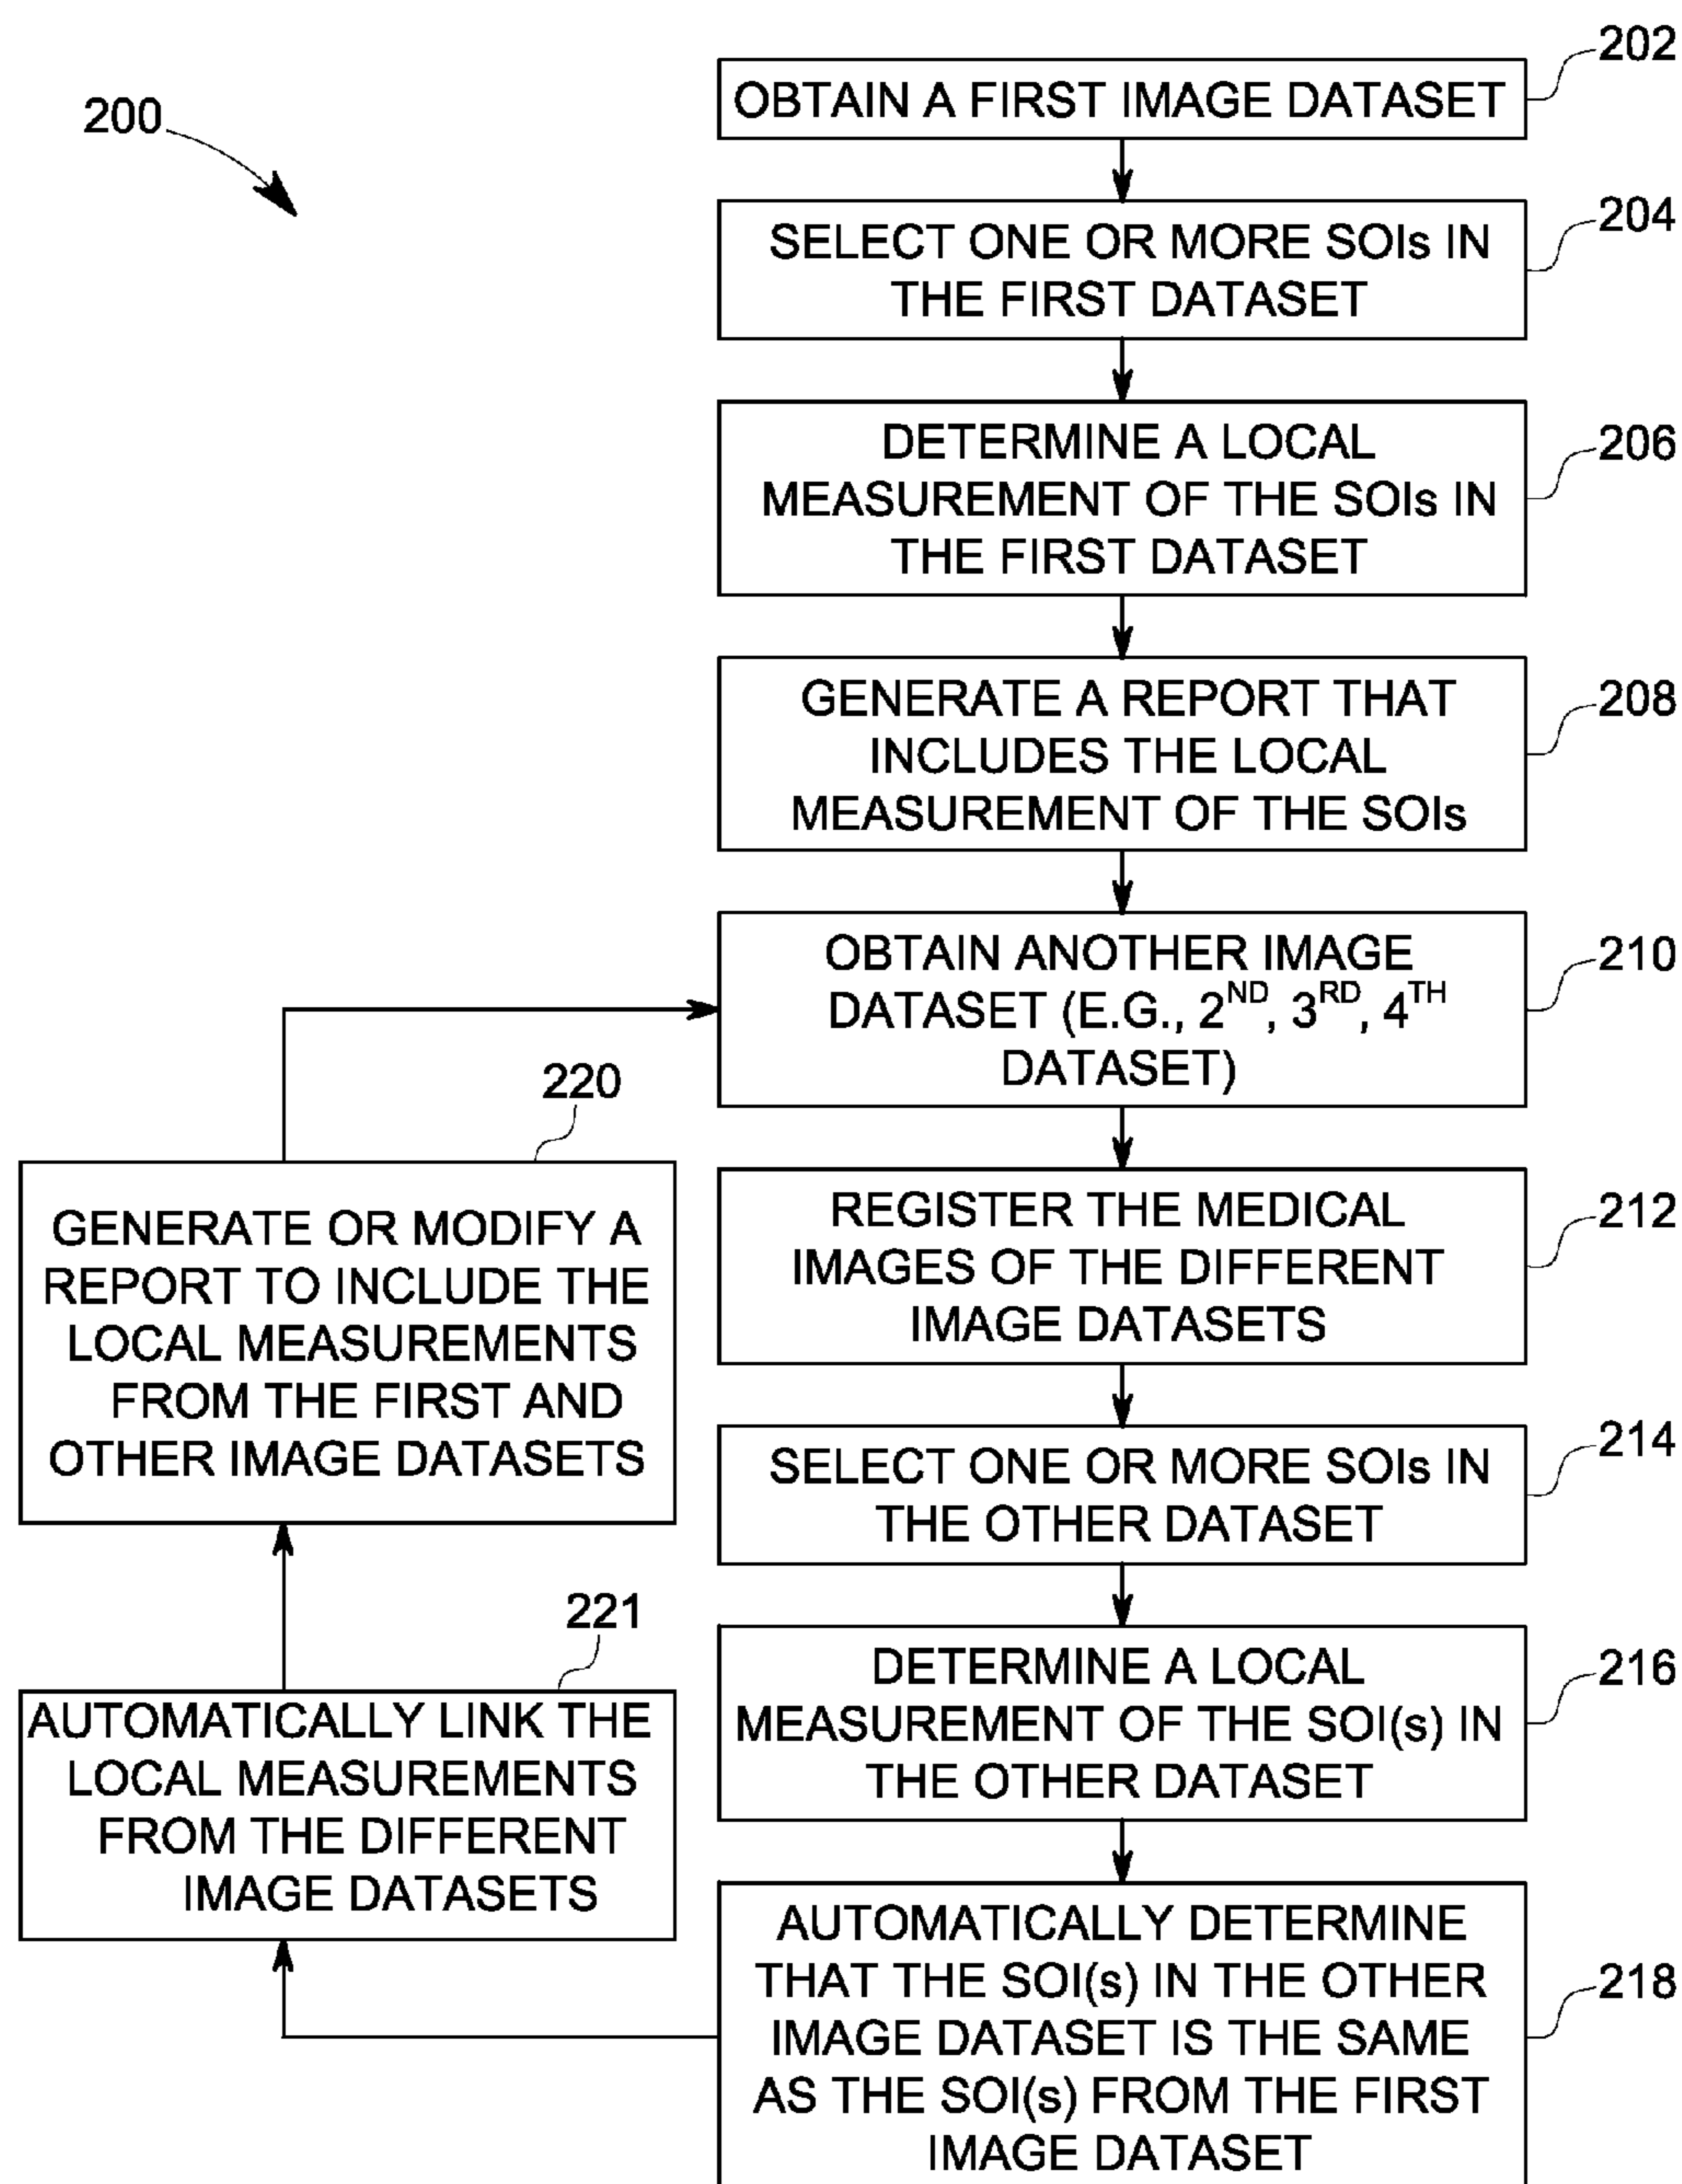 200
202
OBTAIN A FIRST IMAGE DATASET
204
SELECT ONE OR MORE SOIs IN
THE FIRST DATASET
206
DETERMINE A LOCAL
MEASUREMENT OF THE SOIs IN
THE FIRST DATASET
208
GENERATE A REPORT THAT
INCLUDES THE LOCAL
MEASUREMENT OF THE SOIs
210
OBTAIN ANOTHER IMAGE
DATASET (E.G., 2ND, 3RD, 4TH
DATASET)
212
REGISTER THE MEDICAL
IMAGES OF THE DIFFERENT
IMAGE DATASETS
214
SELECT ONE OR MORE SOIs IN
THE OTHER DATASET
216
DETERMINE A LOCAL
MEASUREMENT OF THE SOI(s) IN
THE OTHER DATASET
218
AUTOMATICALLY DETERMINE
THAT THE SOI(s) IN THE OTHER
IMAGE DATASET IS THE SAME
AS THE SOI(s) FROM THE FIRST
IMAGE DATASET
221
AUTOMATICALLY LINK THE
LOCAL MEASUREMENTS
FROM THE DIFFERENT
IMAGE DATASETS
220
GENERATE OR MODIFY A
REPORT TO INCLUDE THE
LOCAL MEASUREMENTS
FROM THE FIRST AND
OTHER IMAGE DATASETS